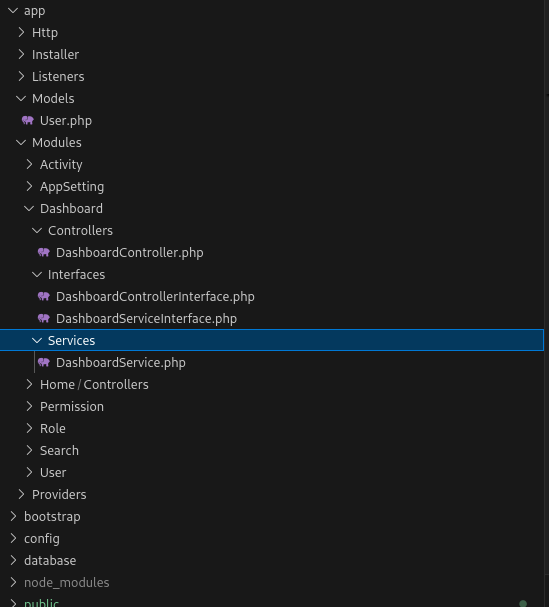 app
Http
Installer
Listeners
Models
User.php
Modules
Activity
AppSetting
Dashboard
Controllers
DashboardController.php
Interfaces
DashboardControllerInterface.php
DashboardServiceInterface.php
Services
DashboardService.php
Home / Controllers
Permission
Role
Search
User
Providers
bootstrap
config
database
node_modules
public